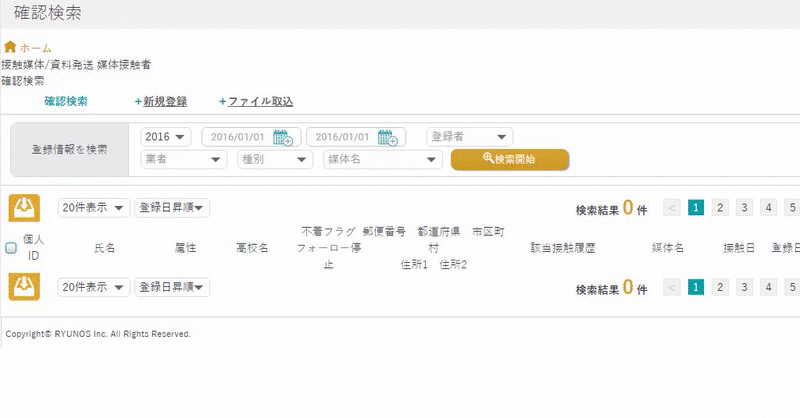 確認検索
ホーム
接触媒体/資料発送 媒体接触者
確認検索
確認検索 +新規登録 +ファイル取込
登録情報を検索 2016 2016/01/01 2016/01/01 登録者
業者 種別 媒体名 検索開始
20件表示 登録日昇順 検索結果 0 件 < 1 2 3 4 5
個人ID 氏名 属性 高校名 不着フラグ フォーロー停止 郵便番号 都道府県 市区町村 住所1 住所2 該当接触履歴 媒体名 接触日 登録日
20件表示 登録日昇順 検索結果 0 件 < 1 2 3 4 5
Copyright© RYUNOS Inc. All Rights Reserved.